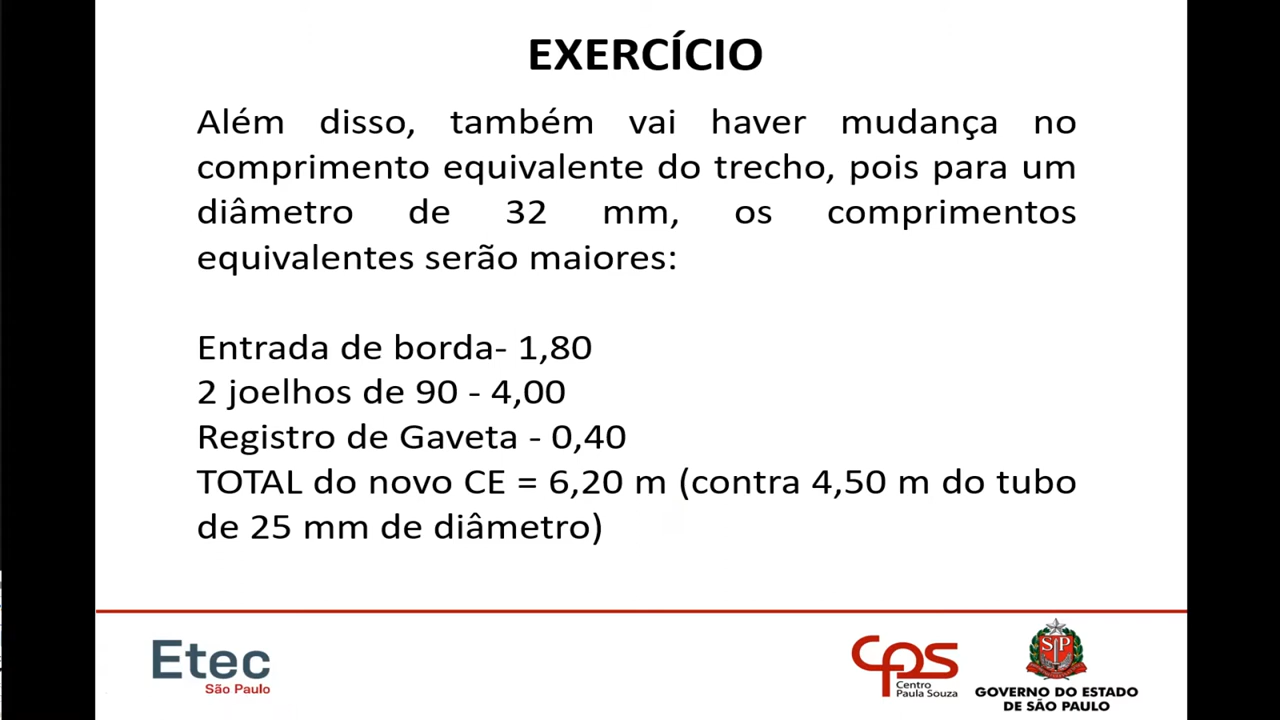 EXERCÍCIO
Além disso, também vai haver mudança no
comprimento equivalente do trecho, pois para um
diâmetro de 32 mm, os comprimentos
equivalentes serão maiores:
Entrada de borda- 1,80
2 joelhos de 90 - 4,00
Registro de Gaveta - 0,40
TOTAL do novo CE = 6,20 m (contra 4,50 m do tubo
de 25 mm de diâmetro)
Etec
São Paulo
CPS
Centro
Paula Souza
SP
GOVERNO DO ESTADO
DE SÃO PAULO